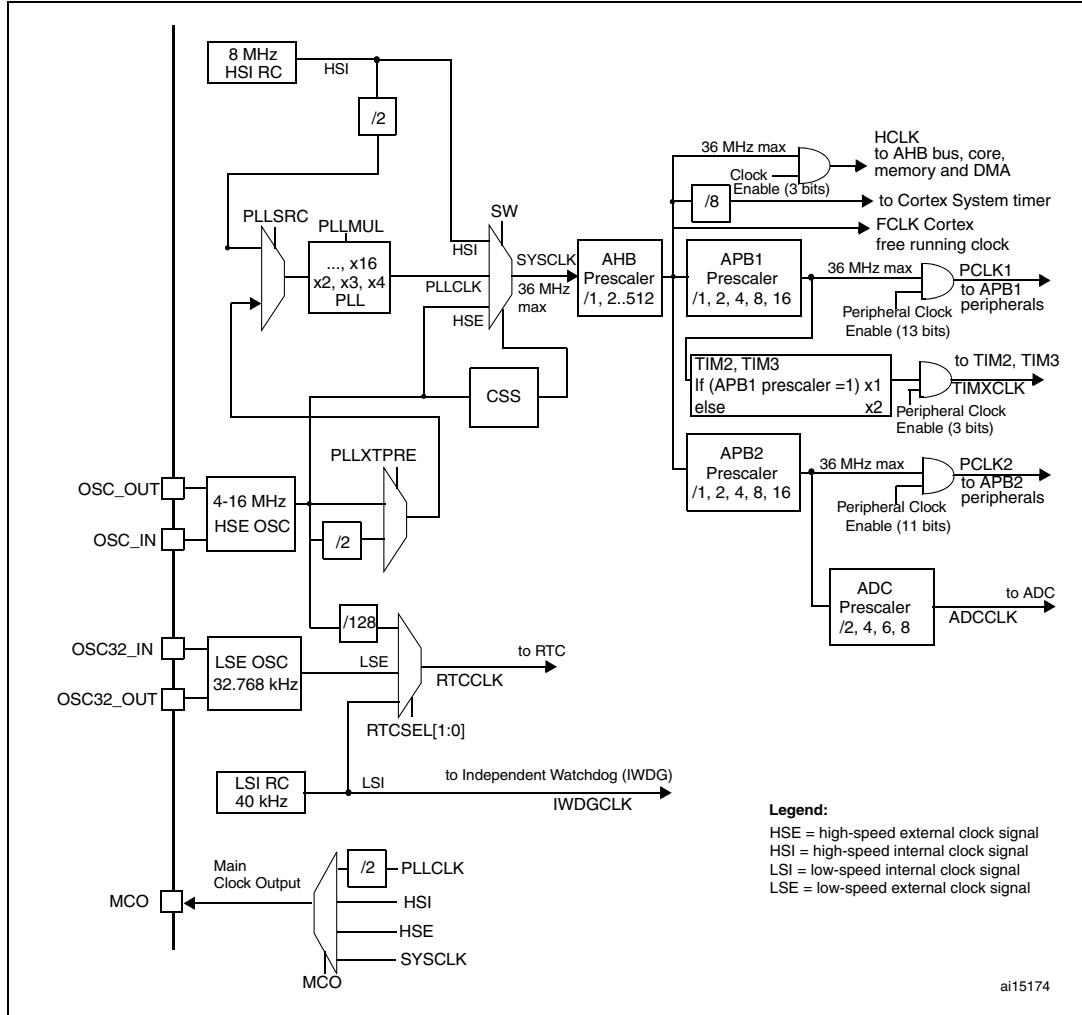 8 MHz
HSI RC
HSI
/2
36 MHz max
HCLK
to AHB bus, core,
memory and DMA
Clock
Enable (3 bits)
/8
to Cortex System timer
FCLK Cortex
free running clock
PLLSRC
PLLMUL
..., x16
x2, x3, x4
PLL
SW
HSI
PLLCLK
HSE
SYSCLK
36 MHz
max
AHB
Prescaler
/1, 2..512
APB1
Prescaler
/1, 2, 4, 8, 16
36 MHz max
PCLK1
to APB1
peripherals
Peripheral Clock
Enable (13 bits)
TIM2, TIM3
If (APB1 prescaler =1) x1
else x2
to TIM2, TIM3
TIMXCLK
Peripheral Clock
Enable (3 bits)
CSS
PLLXTPRE
OSC_OUT
OSC_IN
4-16 MHz
HSE OSC
/2
APB2
Prescaler
/1, 2, 4, 8, 16
36 MHz max
PCLK2
to APB2
peripherals
Peripheral Clock
Enable (11 bits)
ADC
Prescaler
/2, 4, 6, 8
to ADC
ADCCLK
/128
OSC32_IN
OSC32_OUT
LSE OSC
32.768 kHz
LSE
to RTC
RTCCLK
RTCSEL[1:0]
LSI RC
40 kHz
LSI
to Independent Watchdog (IWDG)
IWDGCLK
Legend:
HSE = high-speed external clock signal
HSI = high-speed internal clock signal
LSI = low-speed internal clock signal
LSE = low-speed external clock signal
MCO
Main
Clock Output
/2
PLLCLK
HSI
HSE
SYSCLK
MCO
ai15174